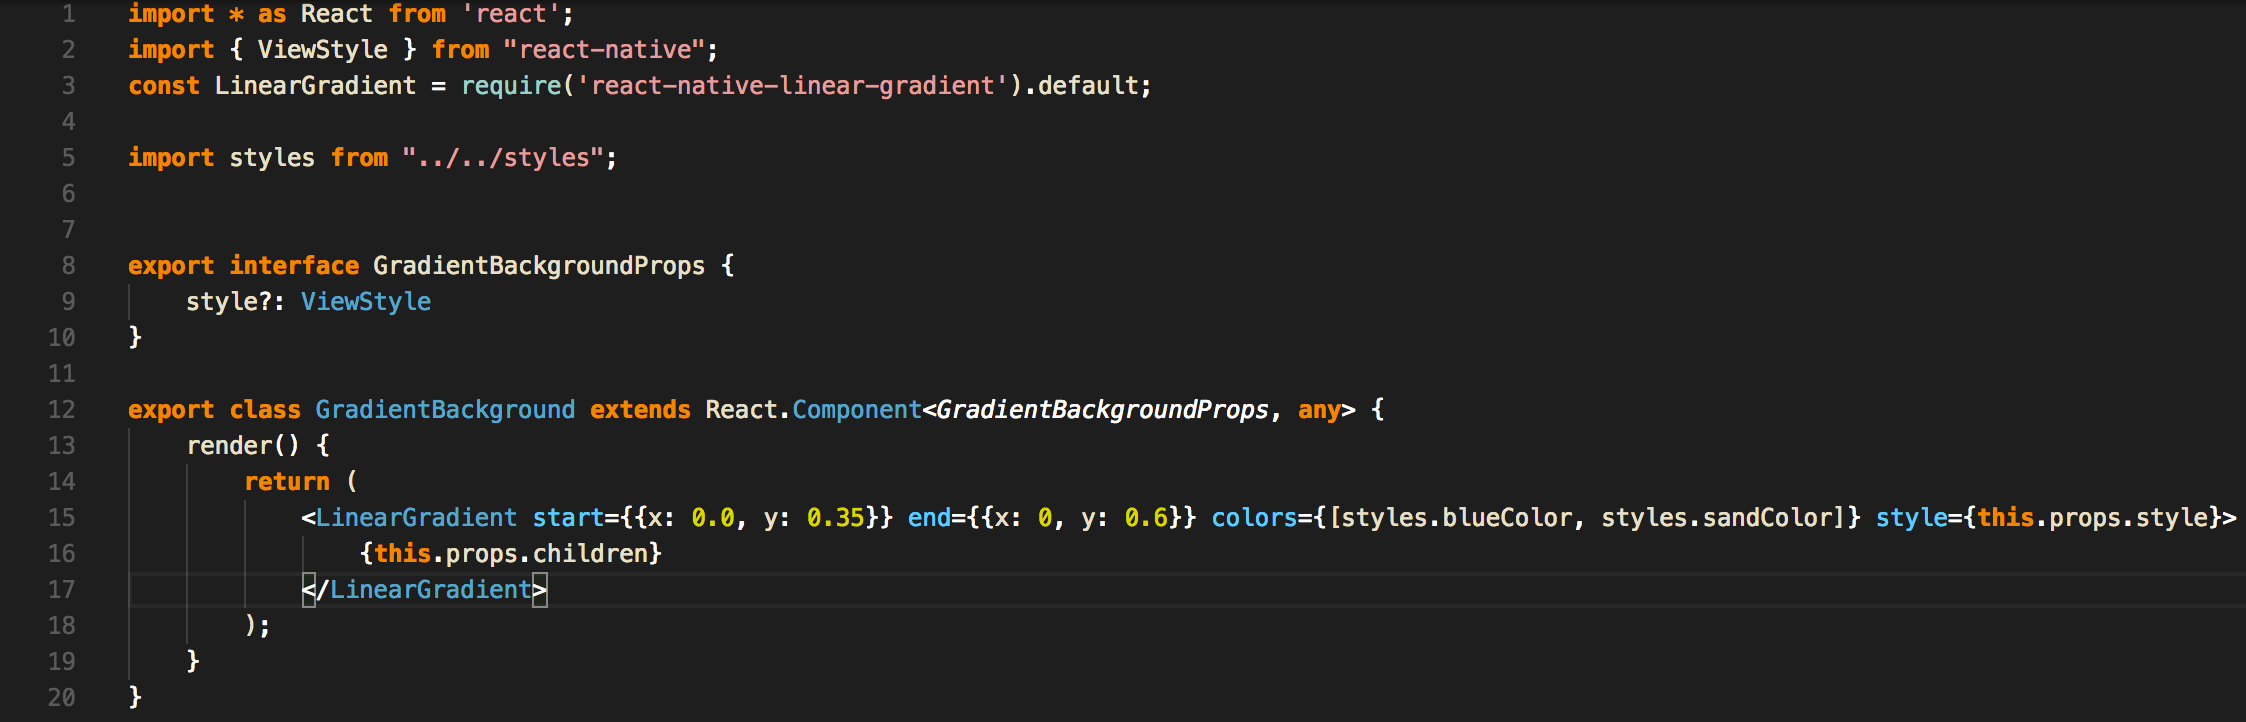 1 import * as React from 'react';
2 import { ViewStyle } from "react-native";
3 const LinearGradient = require('react-native-linear-gradient').default;
4
5 import styles from "../../styles";
6
7
8 export interface GradientBackgroundProps {
9     style?: ViewStyle
10 }
11
12 export class GradientBackground extends React.Component<GradientBackgroundProps, any> {
13     render() {
14         return (
15             <LinearGradient start={{x: 0.0, y: 0.35}} end={{x: 0, y: 0.6}} colors={[styles.blueColor, styles.sandColor]} style={this.props.style}>
16                 {this.props.children}
17             </LinearGradient>
18         );
19     }
20 }